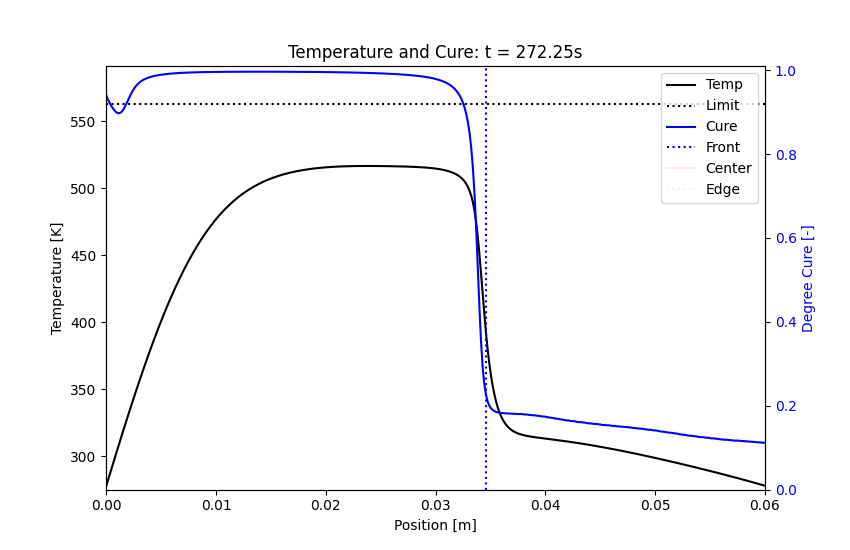 Temperature and Cure: t = 272.25s
Temp
Limit
Cure
Front
Center
Edge
550
500
450
400
350
300
Temperature [K]
1.0
0.8
0.6
0.4
0.2
0.0
Degree Cure [-]
0.00 0.01 0.02 0.03 0.04 0.05 0.06
Position [m]